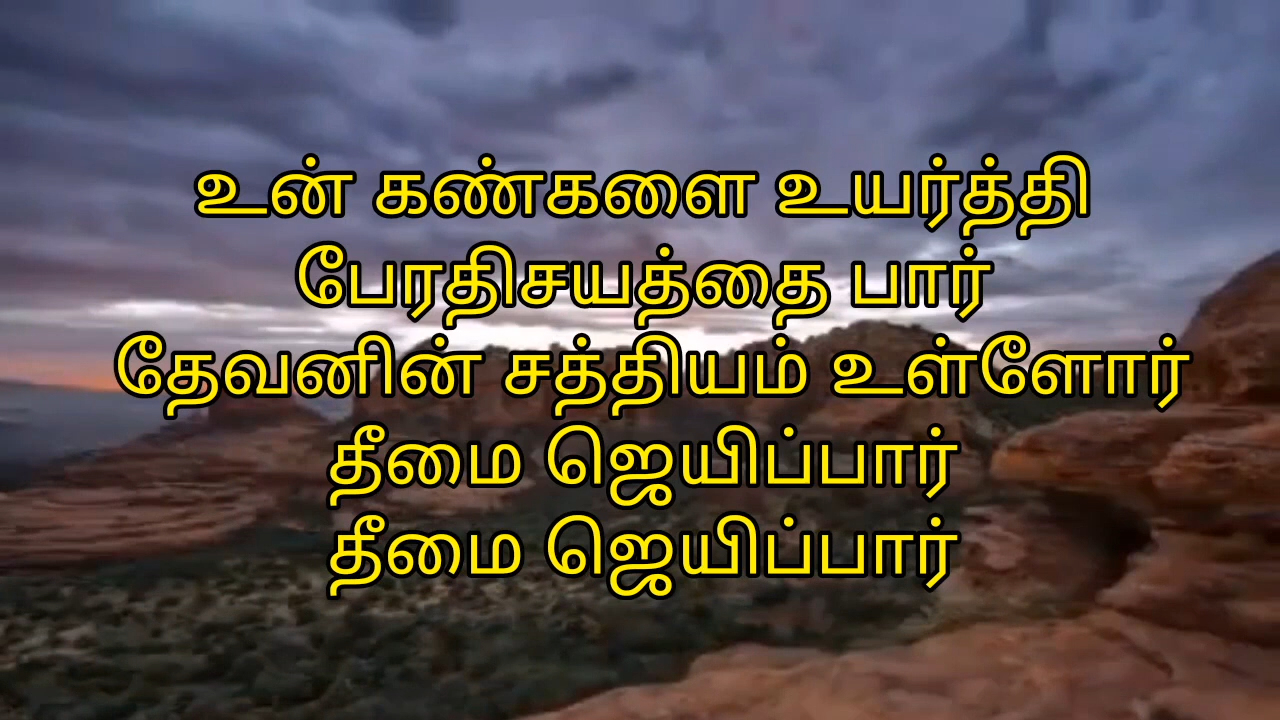 உன் கண்களை உயர்த்தி
பேரதிசயத்தை பார்
தேவனின் சத்தியம் உள்ளோர்
தீமை ஜெயிப்பார்
தீமை ஜெயிப்பார்